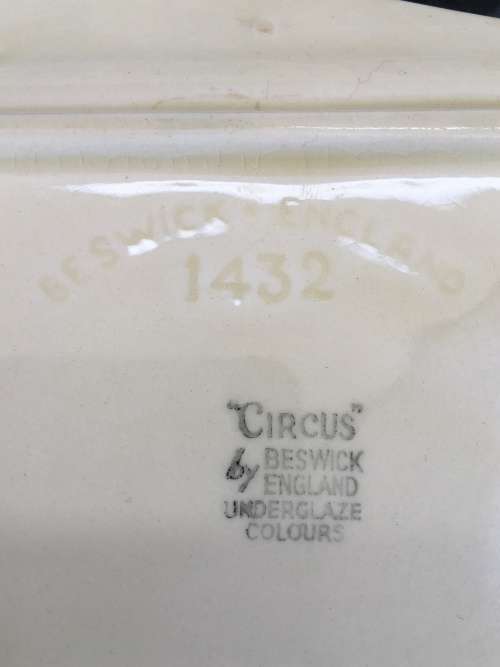 BESWICK • ENGLAND
1432
"CIRCUS"
by BESWICK
ENGLAND
UNDERGLAZE
COLOURS